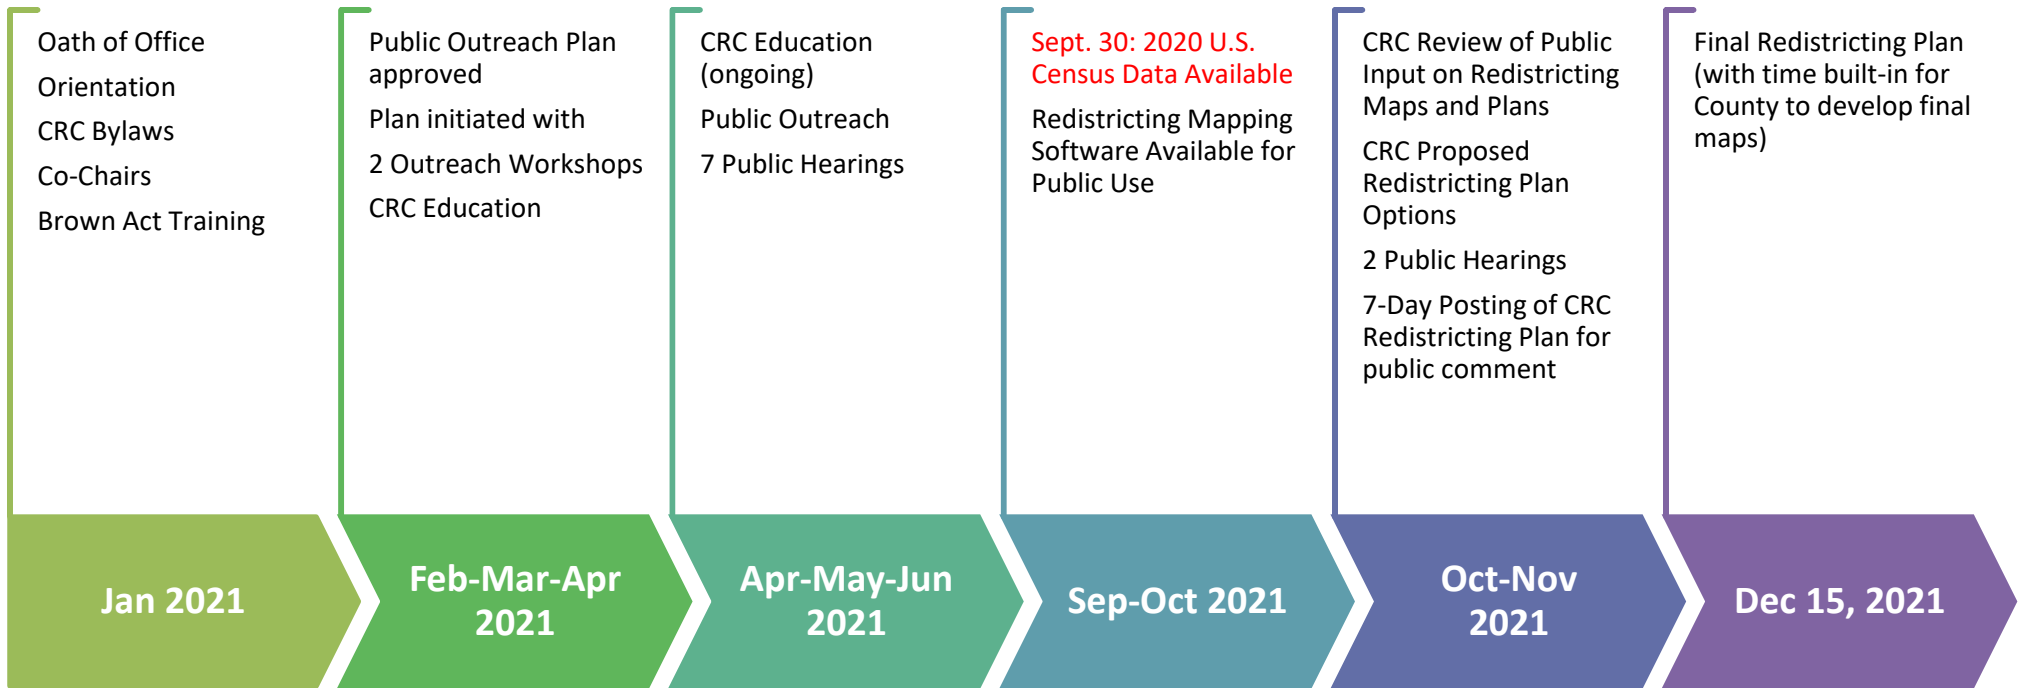 Oath of Office
Orientation
CRC Bylaws
Co-Chairs
Brown Act Training
Jan 2021
Public Outreach Plan
approved
Plan initiated with
2 Outreach Workshops
CRC Education
Feb-Mar-Apr
2021
CRC Education
(ongoing)
Public Outreach
7 Public Hearings
Apr-May-Jun
2021
Sept. 30: 2020 U.S.
Census Data Available
Redistricting Mapping
Software Available for
Public Use
Sep-Oct 2021
CRC Review of Public
Input on Redistricting
Maps and Plans
CRC Proposed
Redistricting Plan
Options
2 Public Hearings
7-Day Posting of CRC
Redistricting Plan for
public comment
Oct-Nov
2021
Final Redistricting Plan
(with time built-in for
County to develop final
maps)
Dec 15, 2021